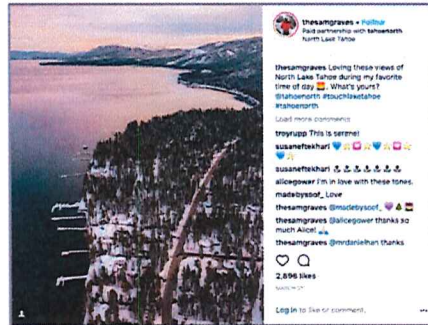 thesamgraves • Follow
Paid partnership with tahoenorth
North Lake Tahoe
thesamgraves Loving these views of
North Lake Tahoe during my favorite
time of day 🌅. What's yours?
@tahoenorth #touchlaketahoe
#tahoenorth
Load more comments
troyrupp This is serene!
susaneftekhari 💙⭐💟⭐💙⭐💟⭐
💙⭐
susaneftekhari
alicegower I'm in love with these tones.
madebysoof_ Love
thesamgraves @madebysoof_ 💜🌲🌅
thesamgraves @alicegower thanks so
much Alice!
thesamgraves @mrdanielhan thanks
2,896 likes
Log in to like or comment.